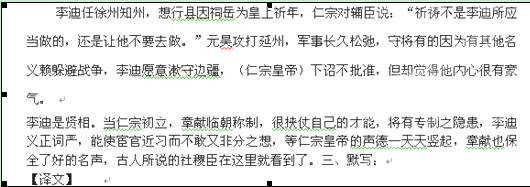 李迪任徐州知州，想行县因祠岳为皇上祈年，仁宗对辅臣说：“祈祷不是李迪所应
当做的，还是让他不要去做。”元昊攻打延州，军事长久松弛，守将有的因为有其他名
义赖躲避战争，李迪愿意漱守边疆，（仁宗皇帝）下诏不批准，但却觉得他内心很有豪
气。
李迪是贤相。当仁宗初立，章献临朝称制，很扶仗自己的才能，将有专制之隐患，李迪
义正词严，能使宦官近习而不敢又非分之想，等仁宗皇帝的声德一天天竖起，章献也保
全了好的名声，古人所说的社稷臣在这里就看到了。三、默写：
【译文】